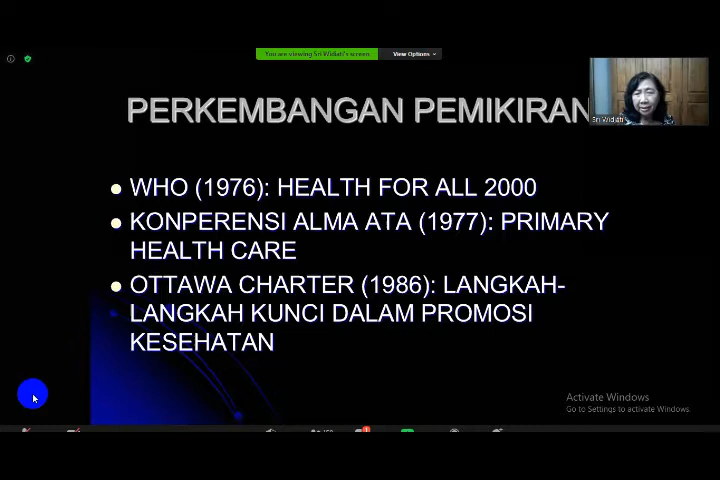 You are viewing Sri Widiati's screen
View Options
PERKEMBANGAN PEMIKIRAN
Sri Widiati
WHO (1976): HEALTH FOR ALL 2000
KONPERENSI ALMA ATA (1977): PRIMARY
HEALTH CARE
OTTAWA CHARTER (1986): LANGKAH-
LANGKAH KUNCI DALAM PROMOSI
KESEHATAN
Activate Windows
Go to Settings to activate Windows.